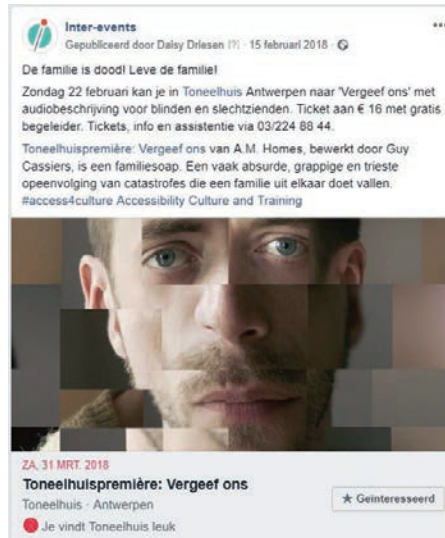 Inter-events
Gepubliceerd door Daisy Driesen [?] · 15 februari 2018 ·
De familie is dood! Leve de familie!
Zondag 22 februari kan je in Toneelhuis Antwerpen naar 'Vergeef ons' met
audiobeschrijving voor blinden en slechtzienden. Ticket aan € 16 met gratis
begeleider. Tickets, info en assistentie via 03/224 88 44.
Toneelhuispremière: Vergeef ons van A.M. Homes, bewerkt door Guy
Cassiers, is een familiesoap. Een vaak absurde, grappige en trieste
opeenvolging van catastrofes die een familie uit elkaar doet vallen.
#access4culture Accessibility Culture and Training
ZA, 31 MRT. 2018
Toneelhuispremière: Vergeef ons
Toneelhuis · Antwerpen
★ Geïnteresseerd
Je vindt Toneelhuis leuk